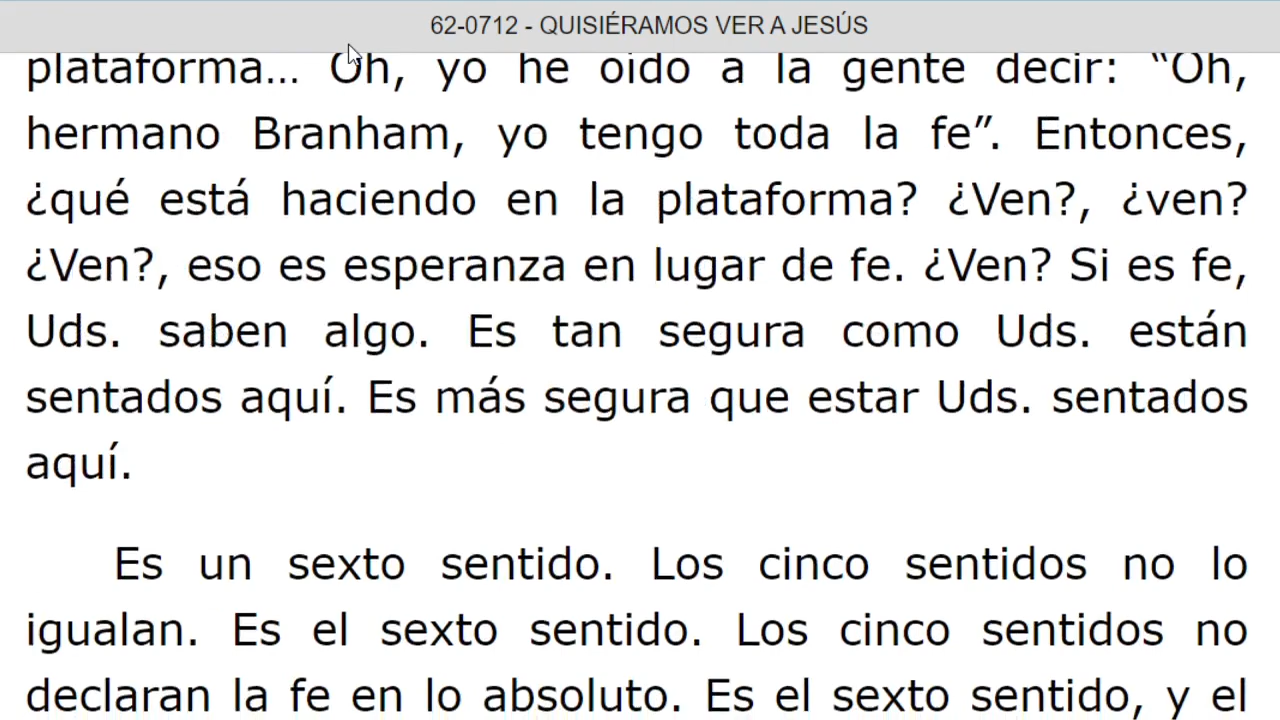 62-0712 - QUISIÉRAMOS VER A JESÚS
plataforma... Oh, yo he oído a la gente decir: “Oh,
hermano Branham, yo tengo toda la fe”. Entonces,
¿qué está haciendo en la plataforma? ¿Ven?, ¿ven?
¿Ven?, eso es esperanza en lugar de fe. ¿Ven? Si es fe,
Uds. saben algo. Es tan segura como Uds. están
sentados aquí. Es más segura que estar Uds. sentados
aquí.
Es un sexto sentido. Los cinco sentidos no lo
igualan. Es el sexto sentido. Los cinco sentidos no
declaran la fe en lo absoluto. Es el sexto sentido, y el